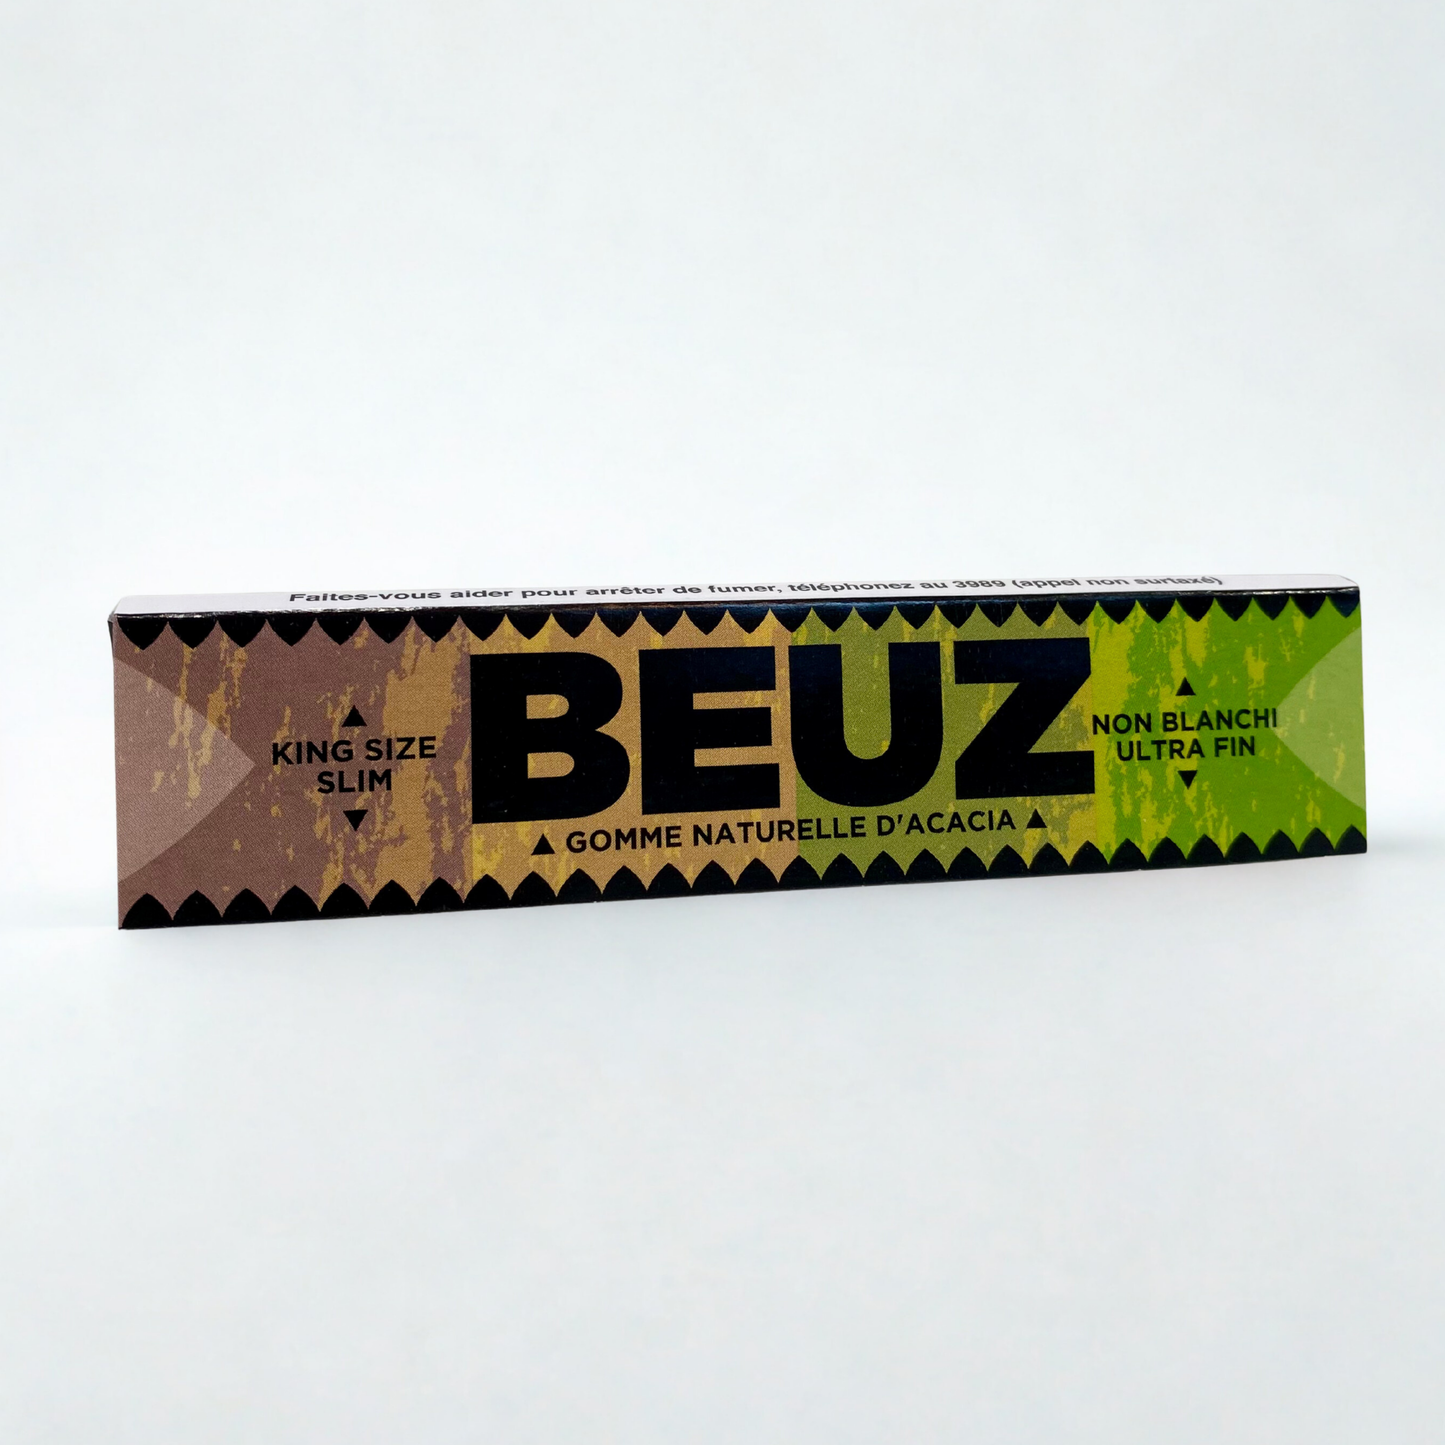 Faites-vous aider pour arrêter de fumer, téléphonez au 3989 (appel non surtaxé)
KING SIZE
SLIM
BEUZ
GOMME NATURELLE D'ACACIA
NON BLANCHI
ULTRA FIN